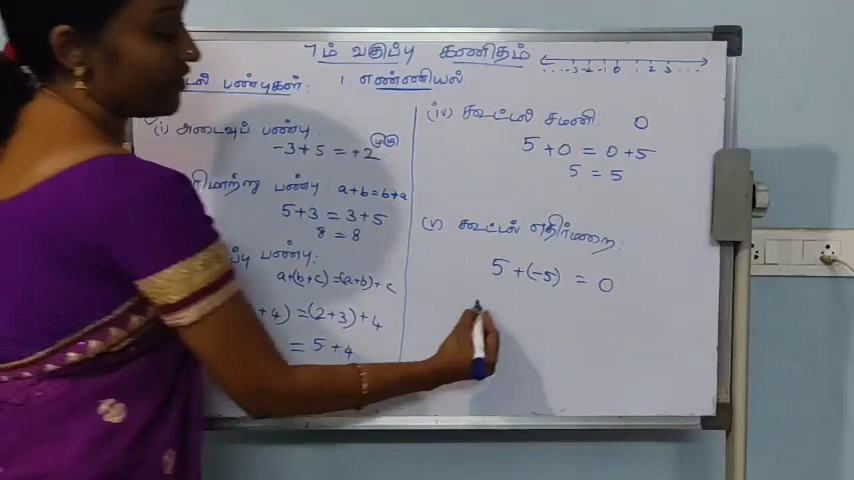 7ம் வகுப்பு கணிதம்
...-3-2-1 0 1 2 3...
பண்புகள்: 1. எண்ணியல்
(i) அடைவுப் பண்பு.
-3+5 = +2 முழு
பண்பு. a+b=b+a
5+3 = 3+5
8 = 8
பண்பு:
a+(b+c)=(a+b)+c
+4) =(2+3)+4
= 5+4
(iv) கூட்டல் சமனி: 0
5+0 = 0+5
5 = 5
(v) கூட்டல் எதிர்மறை:
5+(-5) = 0